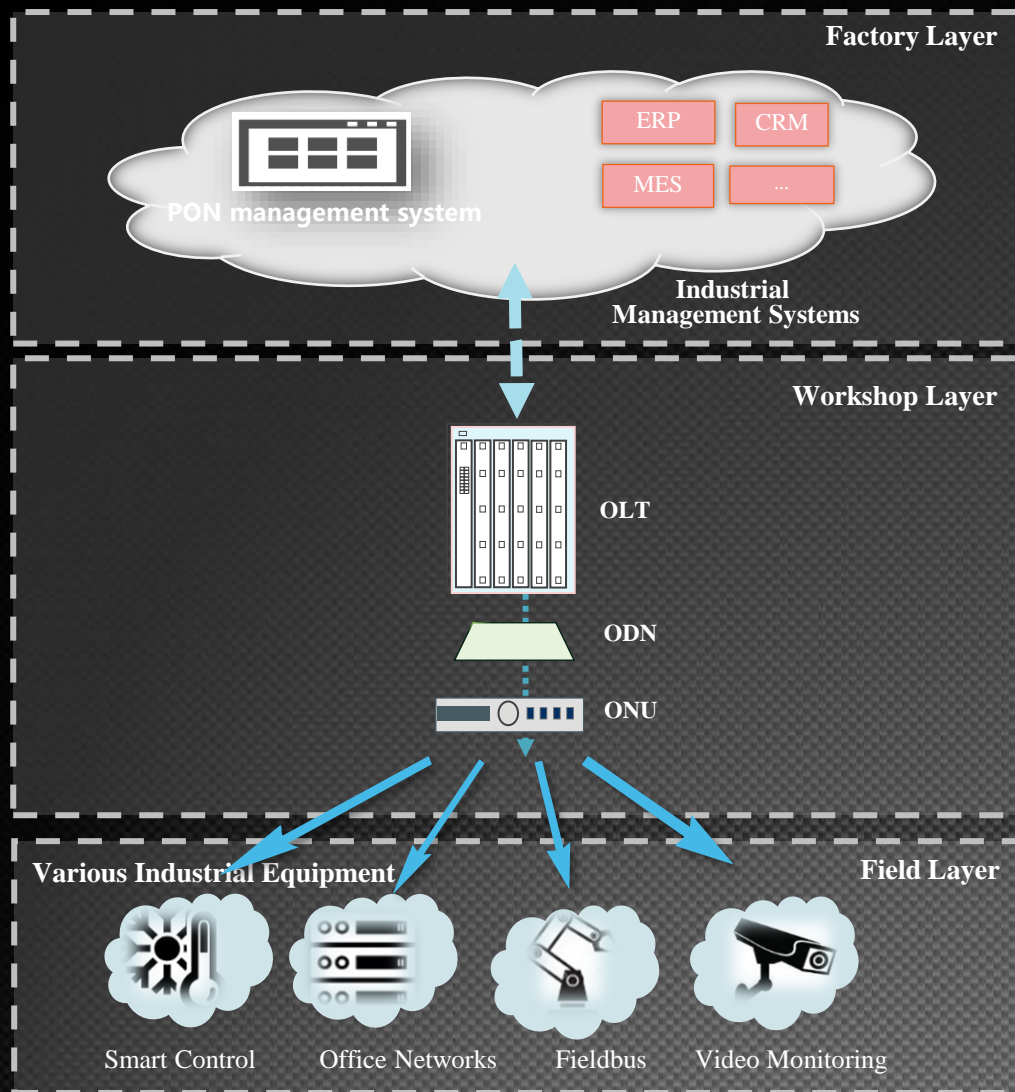 Factory Layer
ERP
CRM
MES
...
PON management system
Industrial
Management Systems
Workshop Layer
OLT
ODN
ONU
Various Industrial Equipment
Field Layer
Smart Control
Office Networks
Fieldbus
Video Monitoring